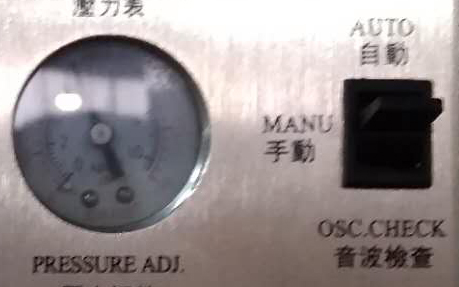 壓力表
AUTO
自動
MANU
手動
OSC.CHECK
音波檢查
PRESSURE ADJ.